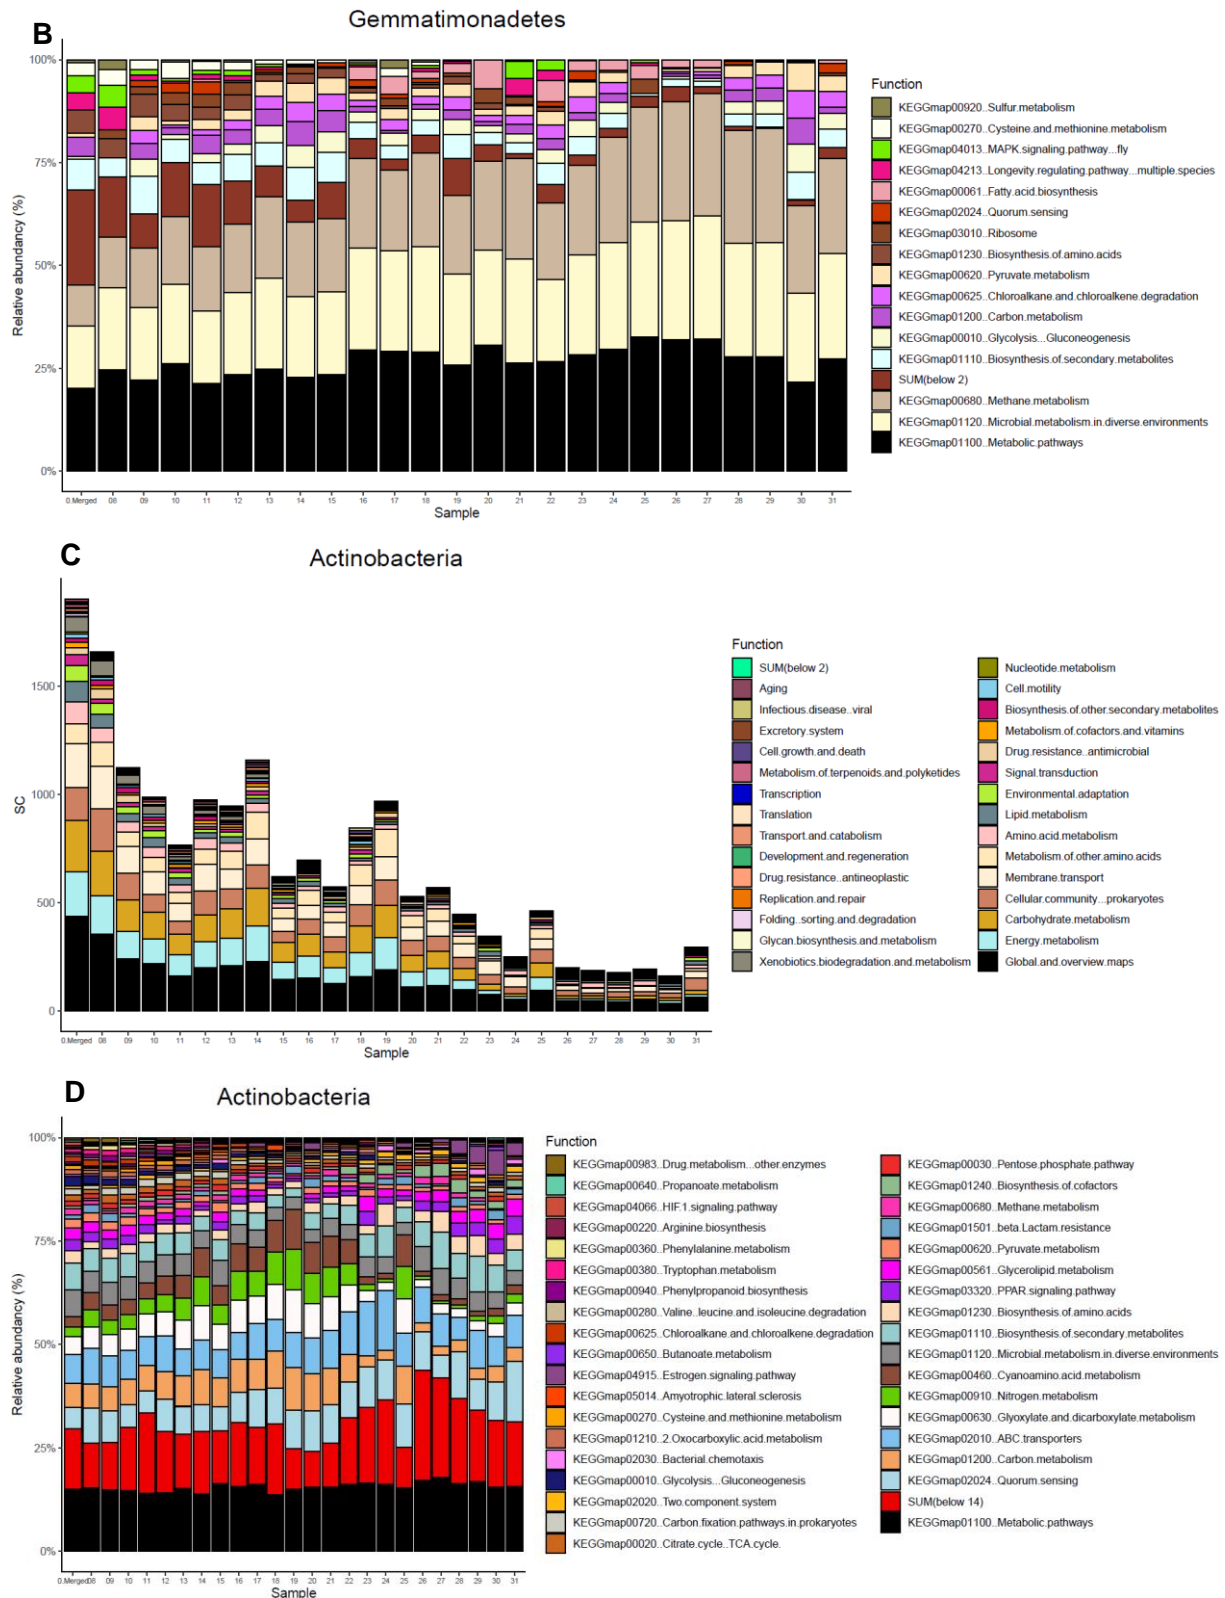 B
Gemmatimonadetes
100%
75%
50%
25%
0%
Relative abundancy (%)
0.Merged 08 09 10 11 12 13 14 15 16 17 18 19 20 21 22 23 24 25 26 27 28 29 30 31
Sample
Function
KEGGmap00920..Sulfur.metabolism
KEGGmap00270..Cysteine.and.methionine.metabolism
KEGGmap04013..MAPK.signaling.pathway...fly
KEGGmap04213..Longevity.regulating.pathway...multiple.species
KEGGmap00061..Fatty.acid.biosynthesis
KEGGmap02024..Quorum.sensing
KEGGmap03010..Ribosome
KEGGmap01230..Biosynthesis.of.amino.acids
KEGGmap00620..Pyruvate.metabolism
KEGGmap00625..Chloroalkane.and.chloroalkene.degradation
KEGGmap01200..Carbon.metabolism
KEGGmap00010..Glycolysis...Gluconeogenesis
KEGGmap01110..Biosynthesis.of.secondary.metabolites
SUM(below 2)
KEGGmap00680..Methane.metabolism
KEGGmap01120..Microbial.metabolism.in.diverse.environments
KEGGmap01100..Metabolic.pathways
C
Actinobacteria
1500
1000
500
0
SC
0.Merged 08 09 10 11 12 13 14 15 16 17 18 19 20 21 22 23 24 25 26 27 28 29 30 31
Sample
Function
SUM(below 2)
Aging
Infectious.disease..viral
Excretory.system
Cell.growth.and.death
Metabolism.of.terpenoids.and.polyketides
Transcription
Translation
Transport.and.catabolism
Development.and.regeneration
Drug.resistance..antineoplastic
Replication.and.repair
Folding..sorting.and.degradation
Glycan.biosynthesis.and.metabolism
Xenobiotics.biodegradation.and.metabolism
Nucleotide.metabolism
Cell.motility
Biosynthesis.of.other.secondary.metabolites
Metabolism.of.cofactors.and.vitamins
Drug.resistance..antimicrobial
Signal.transduction
Environmental.adaptation
Lipid.metabolism
Amino.acid.metabolism
Metabolism.of.other.amino.acids
Membrane.transport
Cellular.community...prokaryotes
Carbohydrate.metabolism
Energy.metabolism
Global.and.overview.maps
D
Actinobacteria
100%
75%
50%
25%
0%
Relative abundancy (%)
0.Merged 08 09 10 11 12 13 14 15 16 17 18 19 20 21 22 23 24 25 26 27 28 29 30 31
Sample
Function
KEGGmap00983..Drug.metabolism...other.enzymes
KEGGmap00640..Propanoate.metabolism
KEGGmap04066..HIF.1.signaling.pathway
KEGGmap00220..Arginine.biosynthesis
KEGGmap00360..Phenylalanine.metabolism
KEGGmap00380..Tryptophan.metabolism
KEGGmap00940..Phenylpropanoid.biosynthesis
KEGGmap00280..Valine..leucine.and.isoleucine.degradation
KEGGmap00625..Chloroalkane.and.chloroalkene.degradation
KEGGmap00650..Butanoate.metabolism
KEGGmap04915..Estrogen.signaling.pathway
KEGGmap05014..Amyotrophic.lateral.sclerosis
KEGGmap00270..Cysteine.and.methionine.metabolism
KEGGmap01210..2.Oxocarboxylic.acid.metabolism
KEGGmap02030..Bacterial.chemotaxis
KEGGmap00010..Glycolysis...Gluconeogenesis
KEGGmap02020..Two.component.system
KEGGmap00720..Carbon.fixation.pathways.in.prokaryotes
KEGGmap00020..Citrate.cycle..TCA.cycle.
KEGGmap00030..Pentose.phosphate.pathway
KEGGmap01240..Biosynthesis.of.cofactors
KEGGmap00680..Methane.metabolism
KEGGmap01501..beta.Lactam.resistance
KEGGmap00620..Pyruvate.metabolism
KEGGmap00561..Glycerolipid.metabolism
KEGGmap03320..PPAR.signaling.pathway
KEGGmap01230..Biosynthesis.of.amino.acids
KEGGmap01110..Biosynthesis.of.secondary.metabolites
KEGGmap01120..Microbial.metabolism.in.diverse.environments
KEGGmap00460..Cyanoamino.acid.metabolism
KEGGmap00910..Nitrogen.metabolism
KEGGmap00630..Glyoxylate.and.dicarboxylate.metabolism
KEGGmap02010..ABC.transporters
KEGGmap01200..Carbon.metabolism
KEGGmap02024..Quorum.sensing
SUM(below 14)
KEGGmap01100..Metabolic.pathways